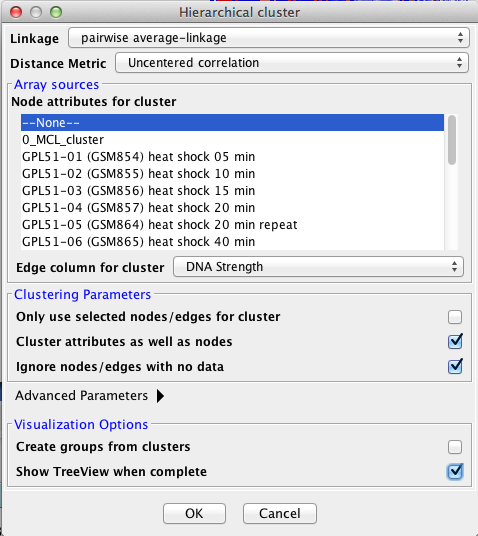 Hierarchical cluster
Linkage pairwise average-linkage
Distance Metric Uncentered correlation
Array sources
Node attributes for cluster
--None--
0_MCL_cluster
GPL51-01 (GSM854) heat shock 05 min
GPL51-02 (GSM855) heat shock 10 min
GPL51-03 (GSM856) heat shock 15 min
GPL51-04 (GSM857) heat shock 20 min
GPL51-05 (GSM864) heat shock 20 min repeat
GPL51-06 (GSM865) heat shock 40 min
Edge column for cluster DNA Strength
Clustering Parameters
Only use selected nodes/edges for cluster
Cluster attributes as well as nodes
Ignore nodes/edges with no data
Advanced Parameters
Visualization Options
Create groups from clusters
Show TreeView when complete
OK Cancel